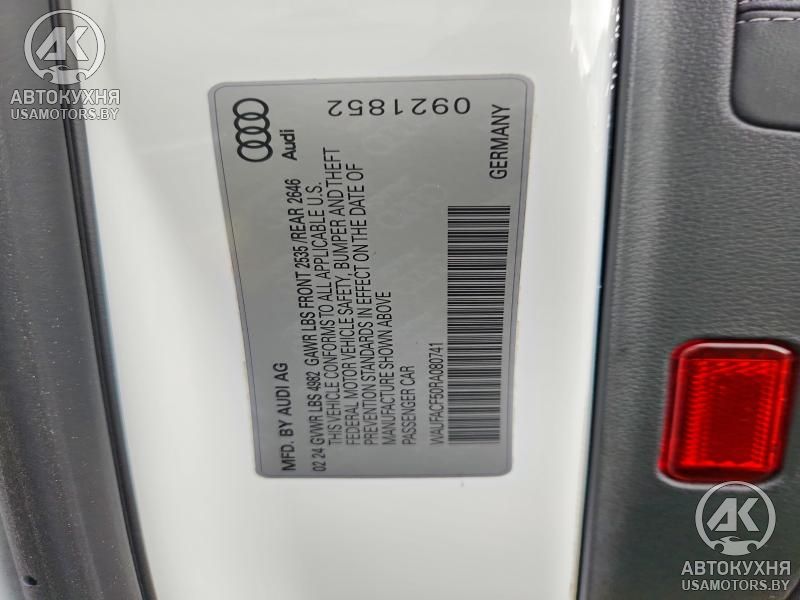 AK
АВТОКУХНЯ
USAMOTORS.BY
Audi
0921852
MFD. BY AUDI AG
02 24 GVWR LBS 4982 GAWR LBS FRONT 2535 /REAR 2646
THIS VEHICLE CONFORMS TO ALL APPLICABLE U.S.
FEDERAL MOTOR VEHICLE SAFETY, BUMPER AND THEFT
PREVENTION STANDARDS IN EFFECT ON THE DATE OF
MANUFACTURE SHOWN ABOVE
PASSENGER CAR
WAUFACF50RA080741
GERMANY
AK
АВТОКУХНЯ
USAMOTORS.BY